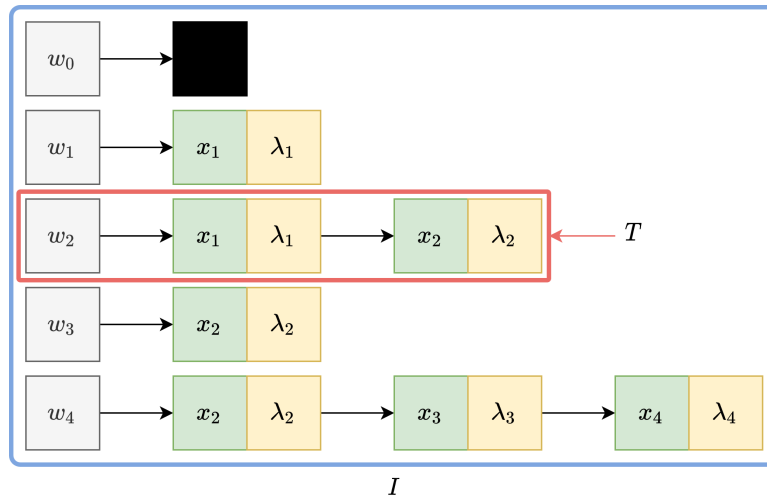 w₀
w₁ x₁ λ₁
w₂ x₁ λ₁ x₂ λ₂ T
w₃ x₂ λ₂
w₄ x₂ λ₂ x₃ λ₃ x₄ λ₄
I